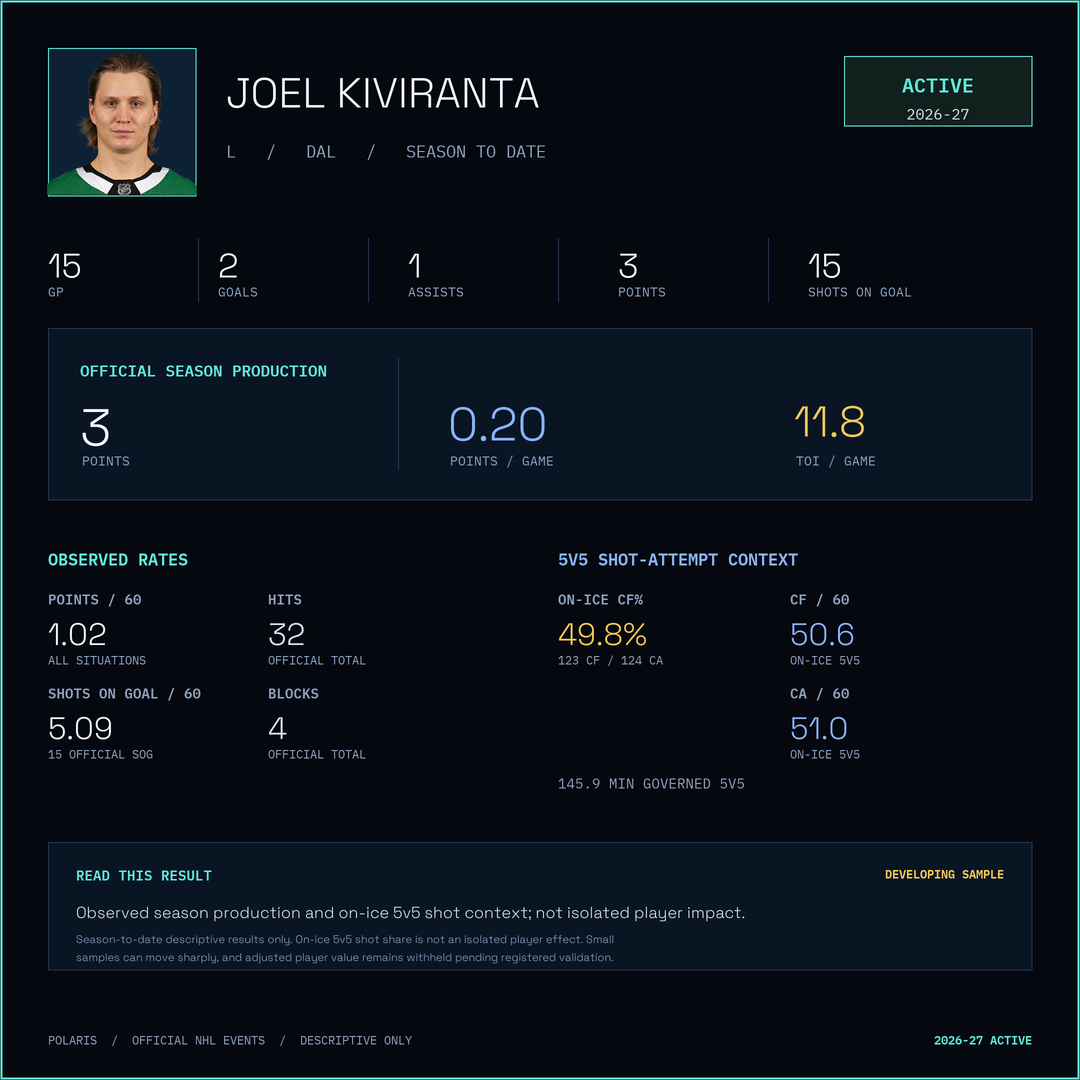 JOEL KIVIRANTA
L / DAL / SEASON TO DATE
ACTIVE
2026-27
15
GP
2
GOALS
1
ASSISTS
3
POINTS
15
SHOTS ON GOAL
OFFICIAL SEASON PRODUCTION
3
POINTS
0.20
POINTS / GAME
11.8
TOI / GAME
OBSERVED RATES
POINTS / 60
1.02
ALL SITUATIONS
HITS
32
OFFICIAL TOTAL
SHOTS ON GOAL / 60
5.09
15 OFFICIAL SOG
BLOCKS
4
OFFICIAL TOTAL
5V5 SHOT-ATTEMPT CONTEXT
ON-ICE CF%
49.8%
123 CF / 124 CA
CF / 60
50.6
ON-ICE 5V5
CA / 60
51.0
ON-ICE 5V5
145.9 MIN GOVERNED 5V5
READ THIS RESULT
DEVELOPING SAMPLE
Observed season production and on-ice 5v5 shot context; not isolated player impact.
Season-to-date descriptive results only. On-ice 5v5 shot share is not an isolated player effect. Small
samples can move sharply, and adjusted player value remains withheld pending registered validation.
POLARIS / OFFICIAL NHL EVENTS / DESCRIPTIVE ONLY
2026-27 ACTIVE